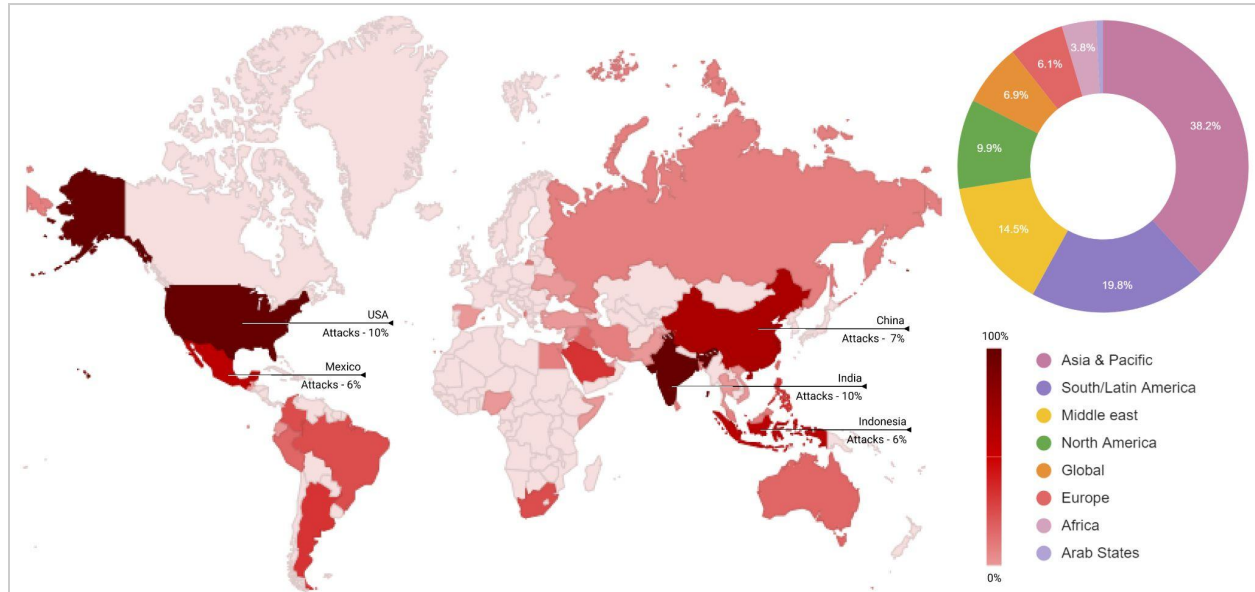 USA
Attacks - 10%
Mexico
Attacks - 6%
China
Attacks - 7%
India
Attacks - 10%
Indonesia
Attacks - 6%
3.8%
6.1%
6.9%
9.9%
14.5%
19.8%
38.2%
100%
0%
Asia & Pacific
South/Latin America
Middle east
North America
Global
Europe
Africa
Arab States